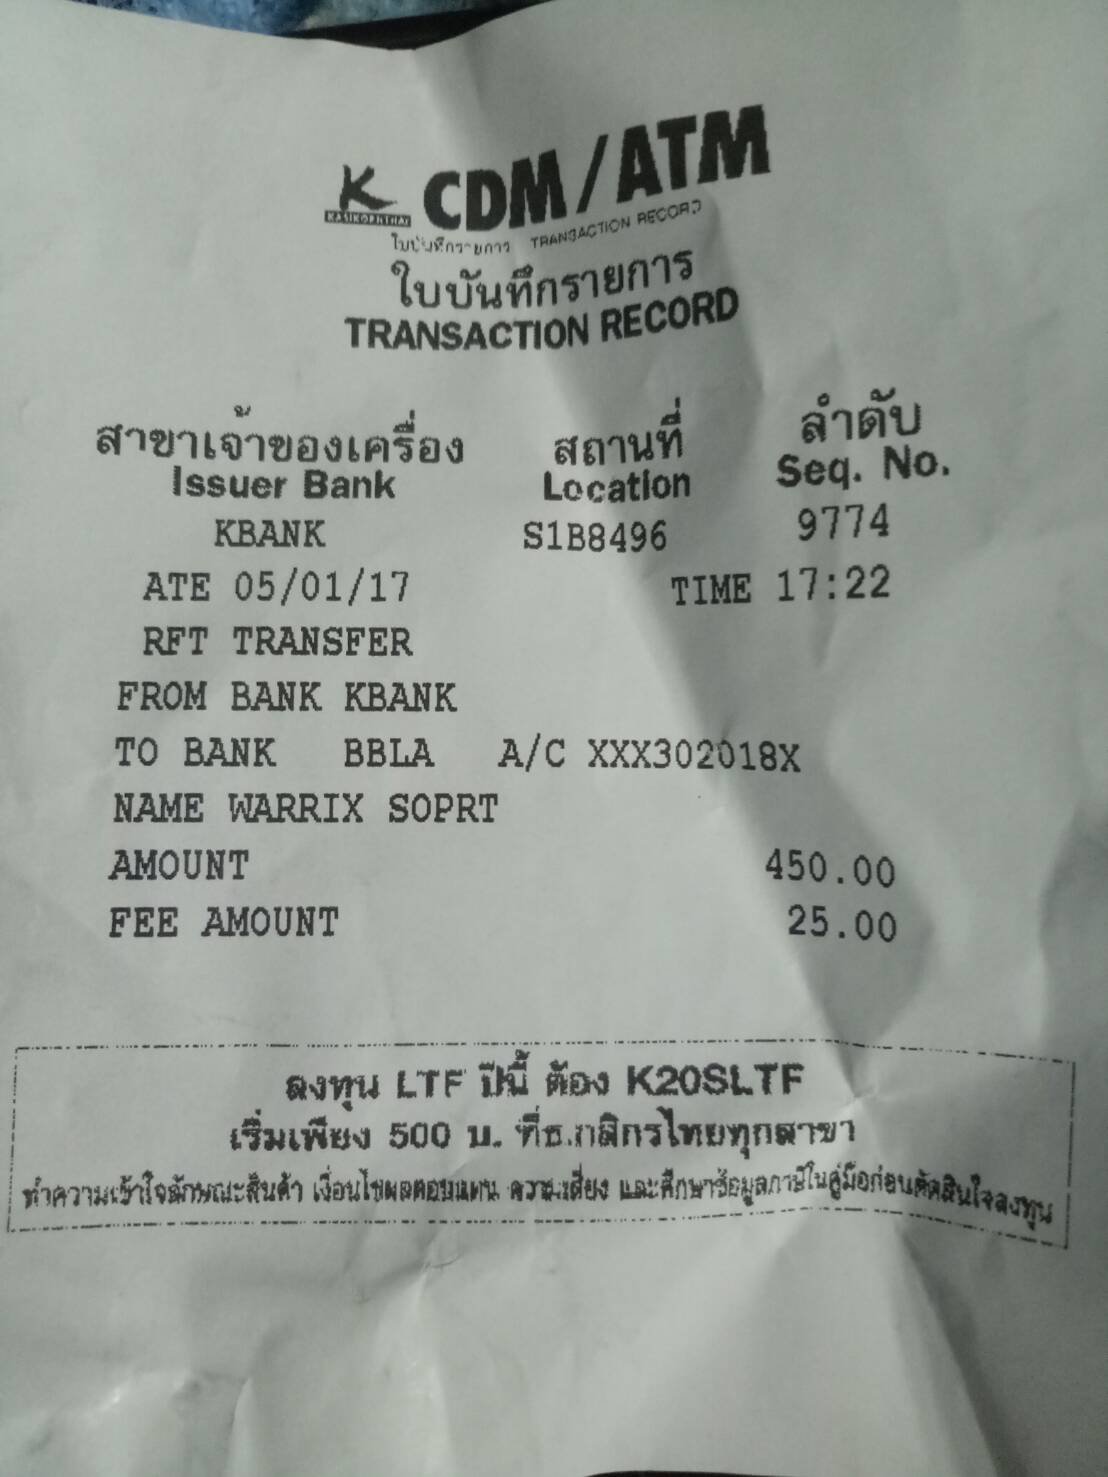 K CDM/ATM
KASIKORNTHAI
ใบบันทึกรายการ TRANSACTION RECORD
ใบบันทึกรายการ
TRANSACTION RECORD
สาขาเจ้าของเครื่อง สถานที่ ลำดับ
Issuer Bank Location Seq. No.
KBANK S1B8496 9774
ATE 05/01/17 TIME 17:22
RFT TRANSFER
FROM BANK KBANK
TO BANK BBLA A/C XXX302018X
NAME WARRIX SOPRT
AMOUNT 450.00
FEE AMOUNT 25.00
ลงทุน LTF ปีนี้ ต้อง K20SLTF
เริ่มเพียง 500 บ. ที่ธ.กสิกรไทยทุกสาขา
ทำความเข้าใจลักษณะสินค้า เงื่อนไขผลตอบแทน ความเสี่ยง และศึกษาข้อมูลภาษีในคู่มือก่อนตัดสินใจลงทุน